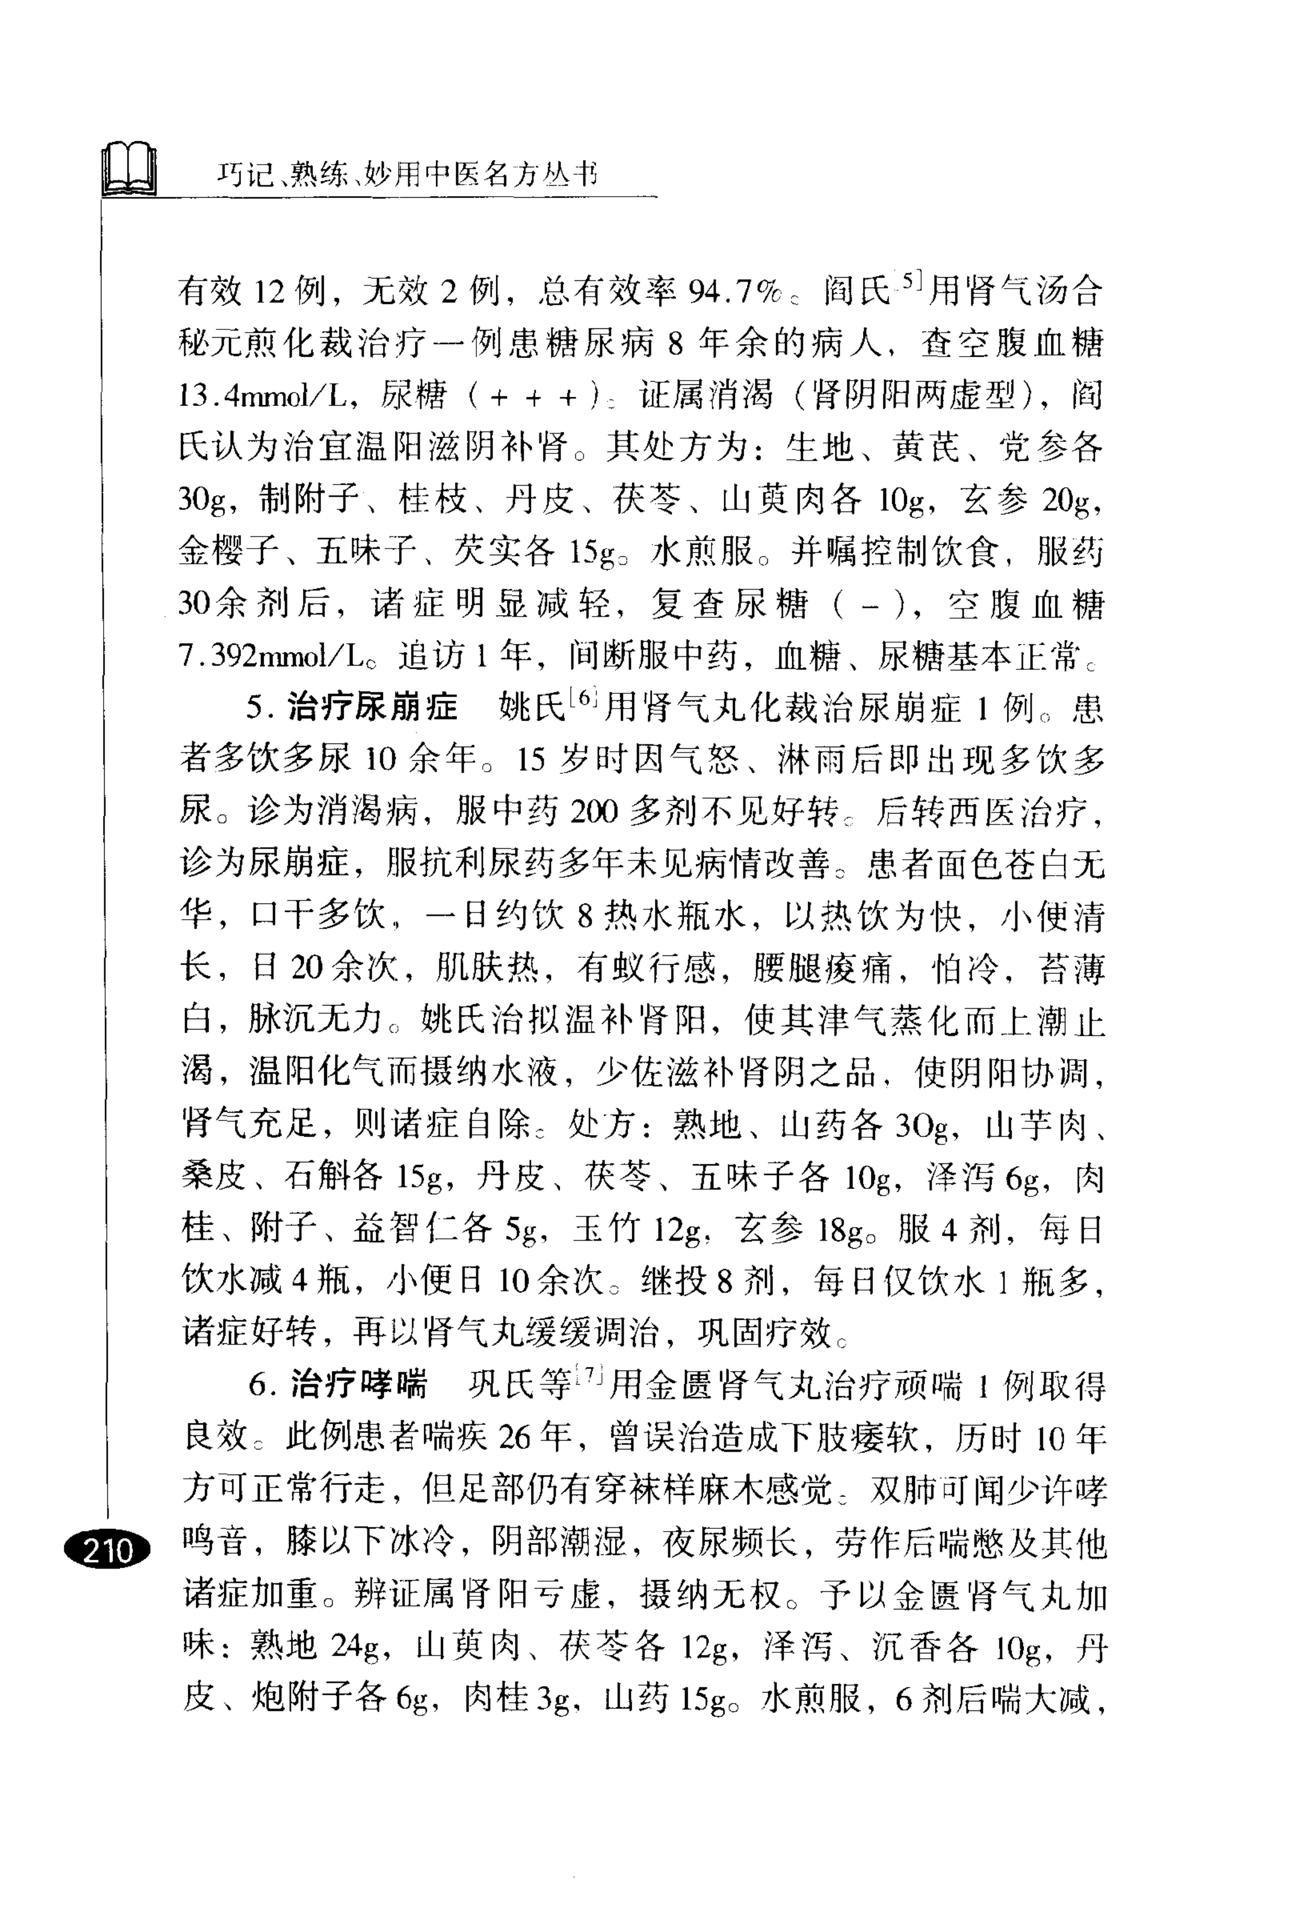 巧记、熟练、妙用中医名方丛书
有效 12 例，无效 2 例，总有效率 94.7%。阎氏[5]用肾气汤合
秘元煎化裁治疗一例患糖尿病 8 年余的病人，查空腹血糖
13.4mmol/L，尿糖（+ + +）。证属消渴（肾阴阳两虚型），阎
氏认为治宜温阳滋阴补肾。其处方为：生地、黄芪、党参各
30g，制附子、桂枝、丹皮、茯苓、山萸肉各 10g，玄参 20g，
金樱子、五味子、芡实各 15g。水煎服。并嘱控制饮食，服药
30余剂后，诸症明显减轻，复查尿糖（-），空腹血糖
7.392mmol/L。追访 1 年，间断服中药，血糖、尿糖基本正常。
5. 治疗尿崩症 姚氏[6]用肾气丸化裁治尿崩症 1 例。患
者多饮多尿 10 余年。15 岁时因气怒、淋雨后即出现多饮多
尿。诊为消渴病，服中药 200 多剂不见好转。后转西医治疗，
诊为尿崩症，服抗利尿药多年未见病情改善。患者面色苍白无
华，口干多饮，一日约饮 8 热水瓶水，以热饮为快，小便清
长，日 20 余次，肌肤热，有蚁行感，腰腿痠痛，怕冷，苔薄
白，脉沉无力。姚氏治拟温补肾阳，使其津气蒸化而上潮止
渴，温阳化气而摄纳水液，少佐滋补肾阴之品，使阴阳协调，
肾气充足，则诸症自除。处方：熟地、山药各 30g，山芋肉、
桑皮、石斛各 15g，丹皮、茯苓、五味子各 10g，泽泻 6g，肉
桂、附子、益智仁各 5g，玉竹 12g，玄参 18g。服 4 剂，每日
饮水减 4 瓶，小便日 10 余次。继投 8 剂，每日仅饮水 1 瓶多，
诸症好转，再以肾气丸缓缓调治，巩固疗效。
6. 治疗哮喘 巩氏等[7]用金匮肾气丸治疗顽喘 1 例取得
良效。此例患者喘疾 26 年，曾误治造成下肢痿软，历时 10 年
方可正常行走，但足部仍有穿袜样麻木感觉。双肺可闻少许哮
鸣音，膝以下冰冷，阴部潮湿，夜尿频长，劳作后喘憋及其他
诸症加重。辨证属肾阳亏虚，摄纳无权。予以金匮肾气丸加
味：熟地 24g，山萸肉、茯苓各 12g，泽泻、沉香各 10g，丹
皮、炮附子各 6g，肉桂 3g，山药 15g。水煎服，6 剂后喘大减，
210